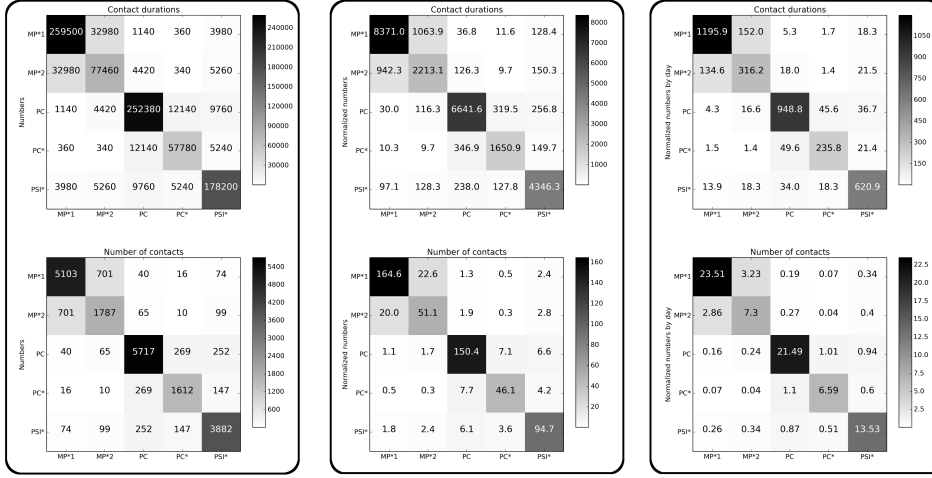 Contact durations
Numbers
MP*1 259500 32980 1140 360 3980
MP*2 32980 77460 4420 340 5260
PC 1140 4420 252380 12140 9760
PC* 360 340 12140 57780 5240
PSI* 3980 5260 9760 5240 178200
MP*1 MP*2 PC PC* PSI*
240000
210000
180000
150000
120000
90000
60000
30000
Number of contacts
Numbers
MP*1 5103 701 40 16 74
MP*2 701 1787 65 10 99
PC 40 65 5717 269 252
PC* 16 10 269 1612 147
PSI* 74 99 252 147 3882
MP*1 MP*2 PC PC* PSI*
5400
4800
4200
3600
3000
2400
1800
1200
600
Contact durations
Normalized numbers
MP*1 8371.0 1063.9 36.8 11.6 128.4
MP*2 942.3 2213.1 126.3 9.7 150.3
PC 30.0 116.3 6641.6 319.5 256.8
PC* 10.3 9.7 346.9 1650.9 149.7
PSI* 97.1 128.3 238.0 127.8 4346.3
MP*1 MP*2 PC PC* PSI*
8000
7000
6000
5000
4000
3000
2000
1000
Number of contacts
Normalized numbers
MP*1 164.6 22.6 1.3 0.5 2.4
MP*2 20.0 51.1 1.9 0.3 2.8
PC 1.1 1.7 150.4 7.1 6.6
PC* 0.5 0.3 7.7 46.1 4.2
PSI* 1.8 2.4 6.1 3.6 94.7
MP*1 MP*2 PC PC* PSI*
160
140
120
100
80
60
40
20
Contact durations
Normalized numbers by day
MP*1 1195.9 152.0 5.3 1.7 18.3
MP*2 134.6 316.2 18.0 1.4 21.5
PC 4.3 16.6 948.8 45.6 36.7
PC* 1.5 1.4 49.6 235.8 21.4
PSI* 13.9 18.3 34.0 18.3 620.9
MP*1 MP*2 PC PC* PSI*
1050
900
750
600
450
300
150
Number of contacts
Normalized numbers by day
MP*1 23.51 3.23 0.19 0.07 0.34
MP*2 2.86 7.3 0.27 0.04 0.4
PC 0.16 0.24 21.49 1.01 0.94
PC* 0.07 0.04 1.1 6.59 0.6
PSI* 0.26 0.34 0.87 0.51 13.53
MP*1 MP*2 PC PC* PSI*
22.5
20.0
17.5
15.0
12.5
10.0
7.5
5.0
2.5